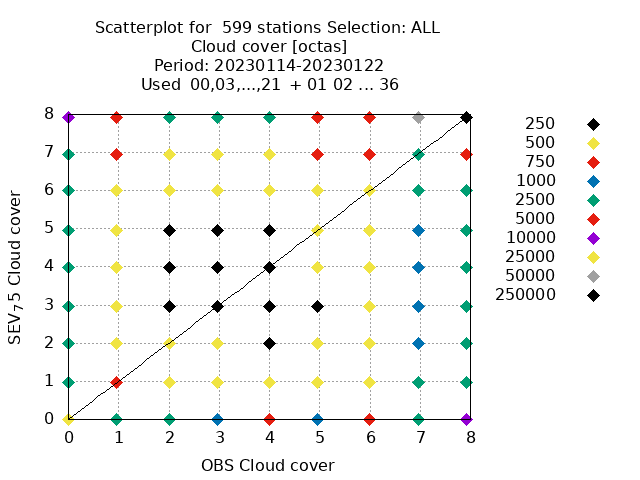 Scatterplot for 599 stations Selection: ALL
Cloud cover [octas]
Period: 20230114-20230122
Used 00,03,...,21 + 01 02 ... 36
8
7
6
5
4
3
2
1
0
SEV75 Cloud cover
0 1 2 3 4 5 6 7 8
OBS Cloud cover
250
500
750
1000
2500
5000
10000
25000
50000
250000